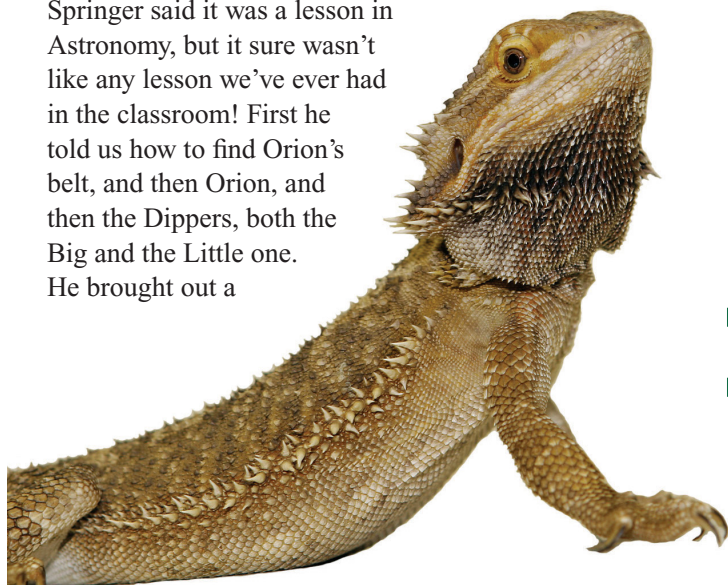 Springer said it was a lesson in
Astronomy, but it sure wasn’t
like any lesson we’ve ever had
in the classroom! First he
told us how to find Orion’s
belt, and then Orion, and
then the Dippers, both the
Big and the Little one.
He brought out a